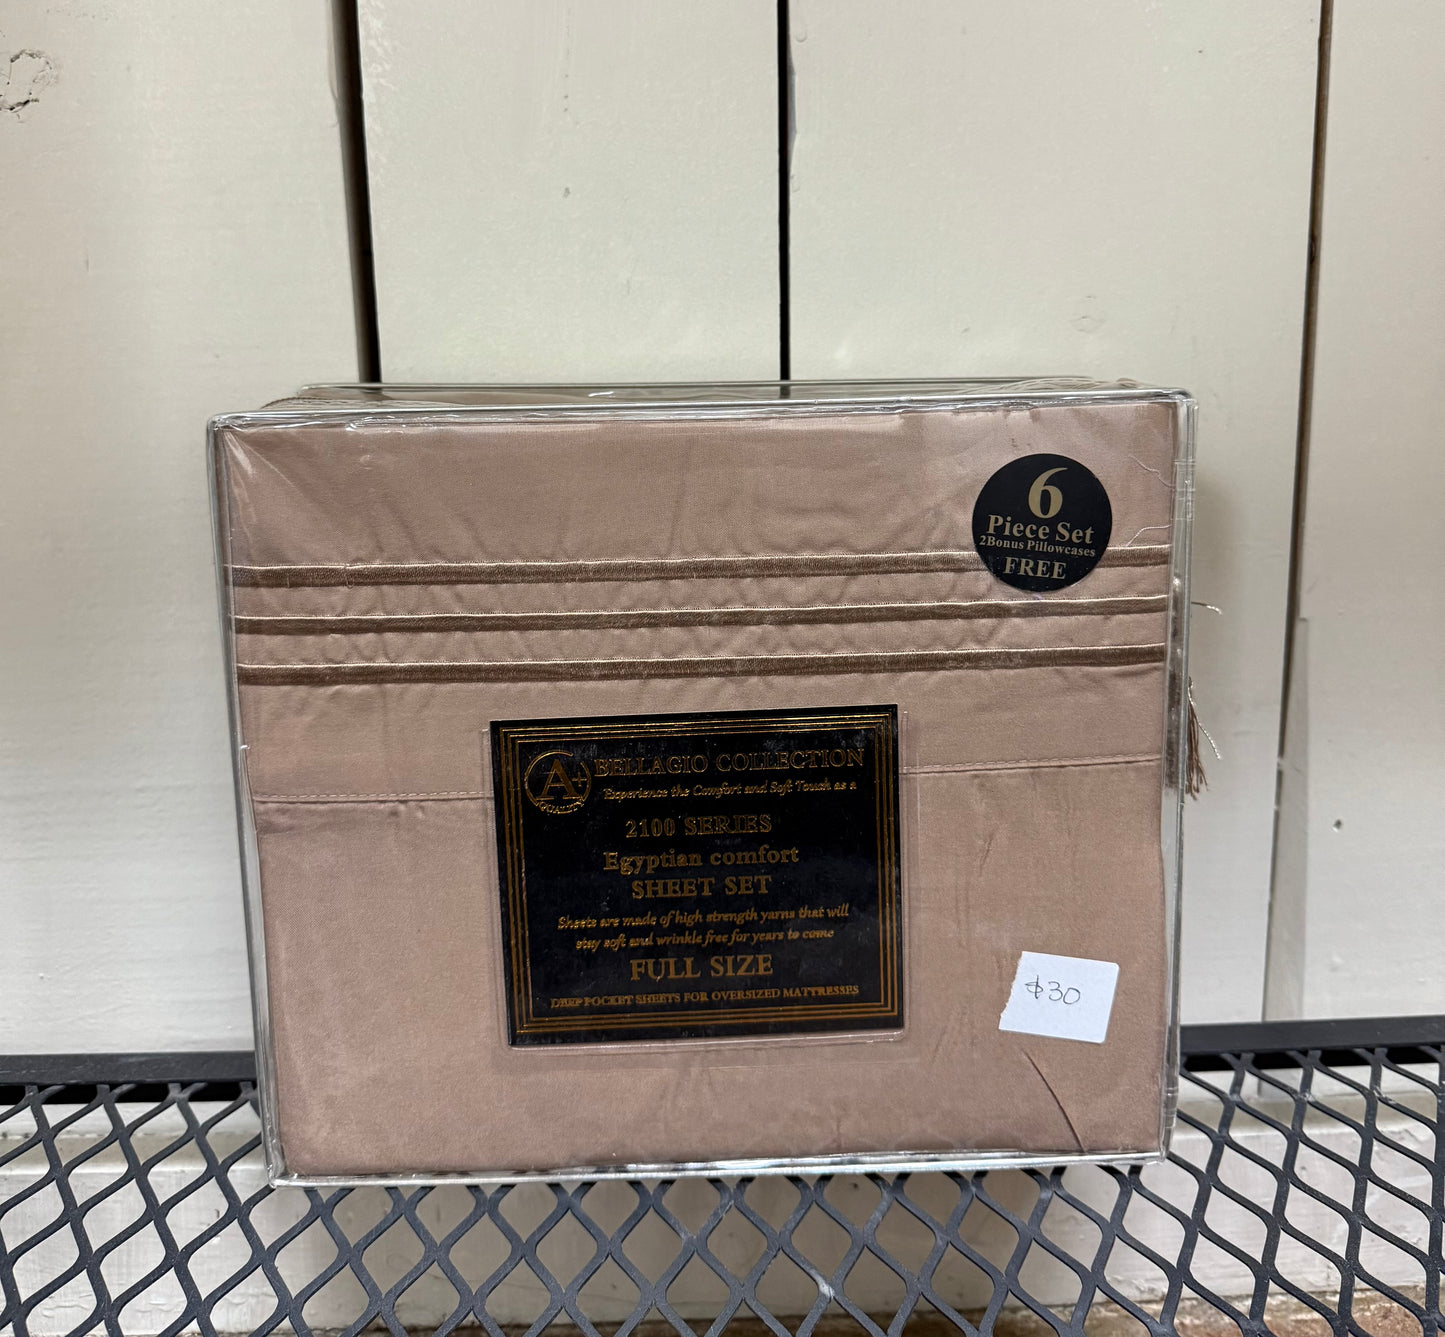 6
Piece Set
2Bonus Pillowcases
FREE
A+
QUALITY
BELLAGIO COLLECTION
Experience the Comfort and Soft Touch as a
2100 SERIES
Egyptian comfort
SHEET SET
Sheets are made of high strength yarns that will
stay soft and wrinkle free for years to come
FULL SIZE
DEEP POCKET SHEETS FOR OVERSIZED MATTRESSES
$30